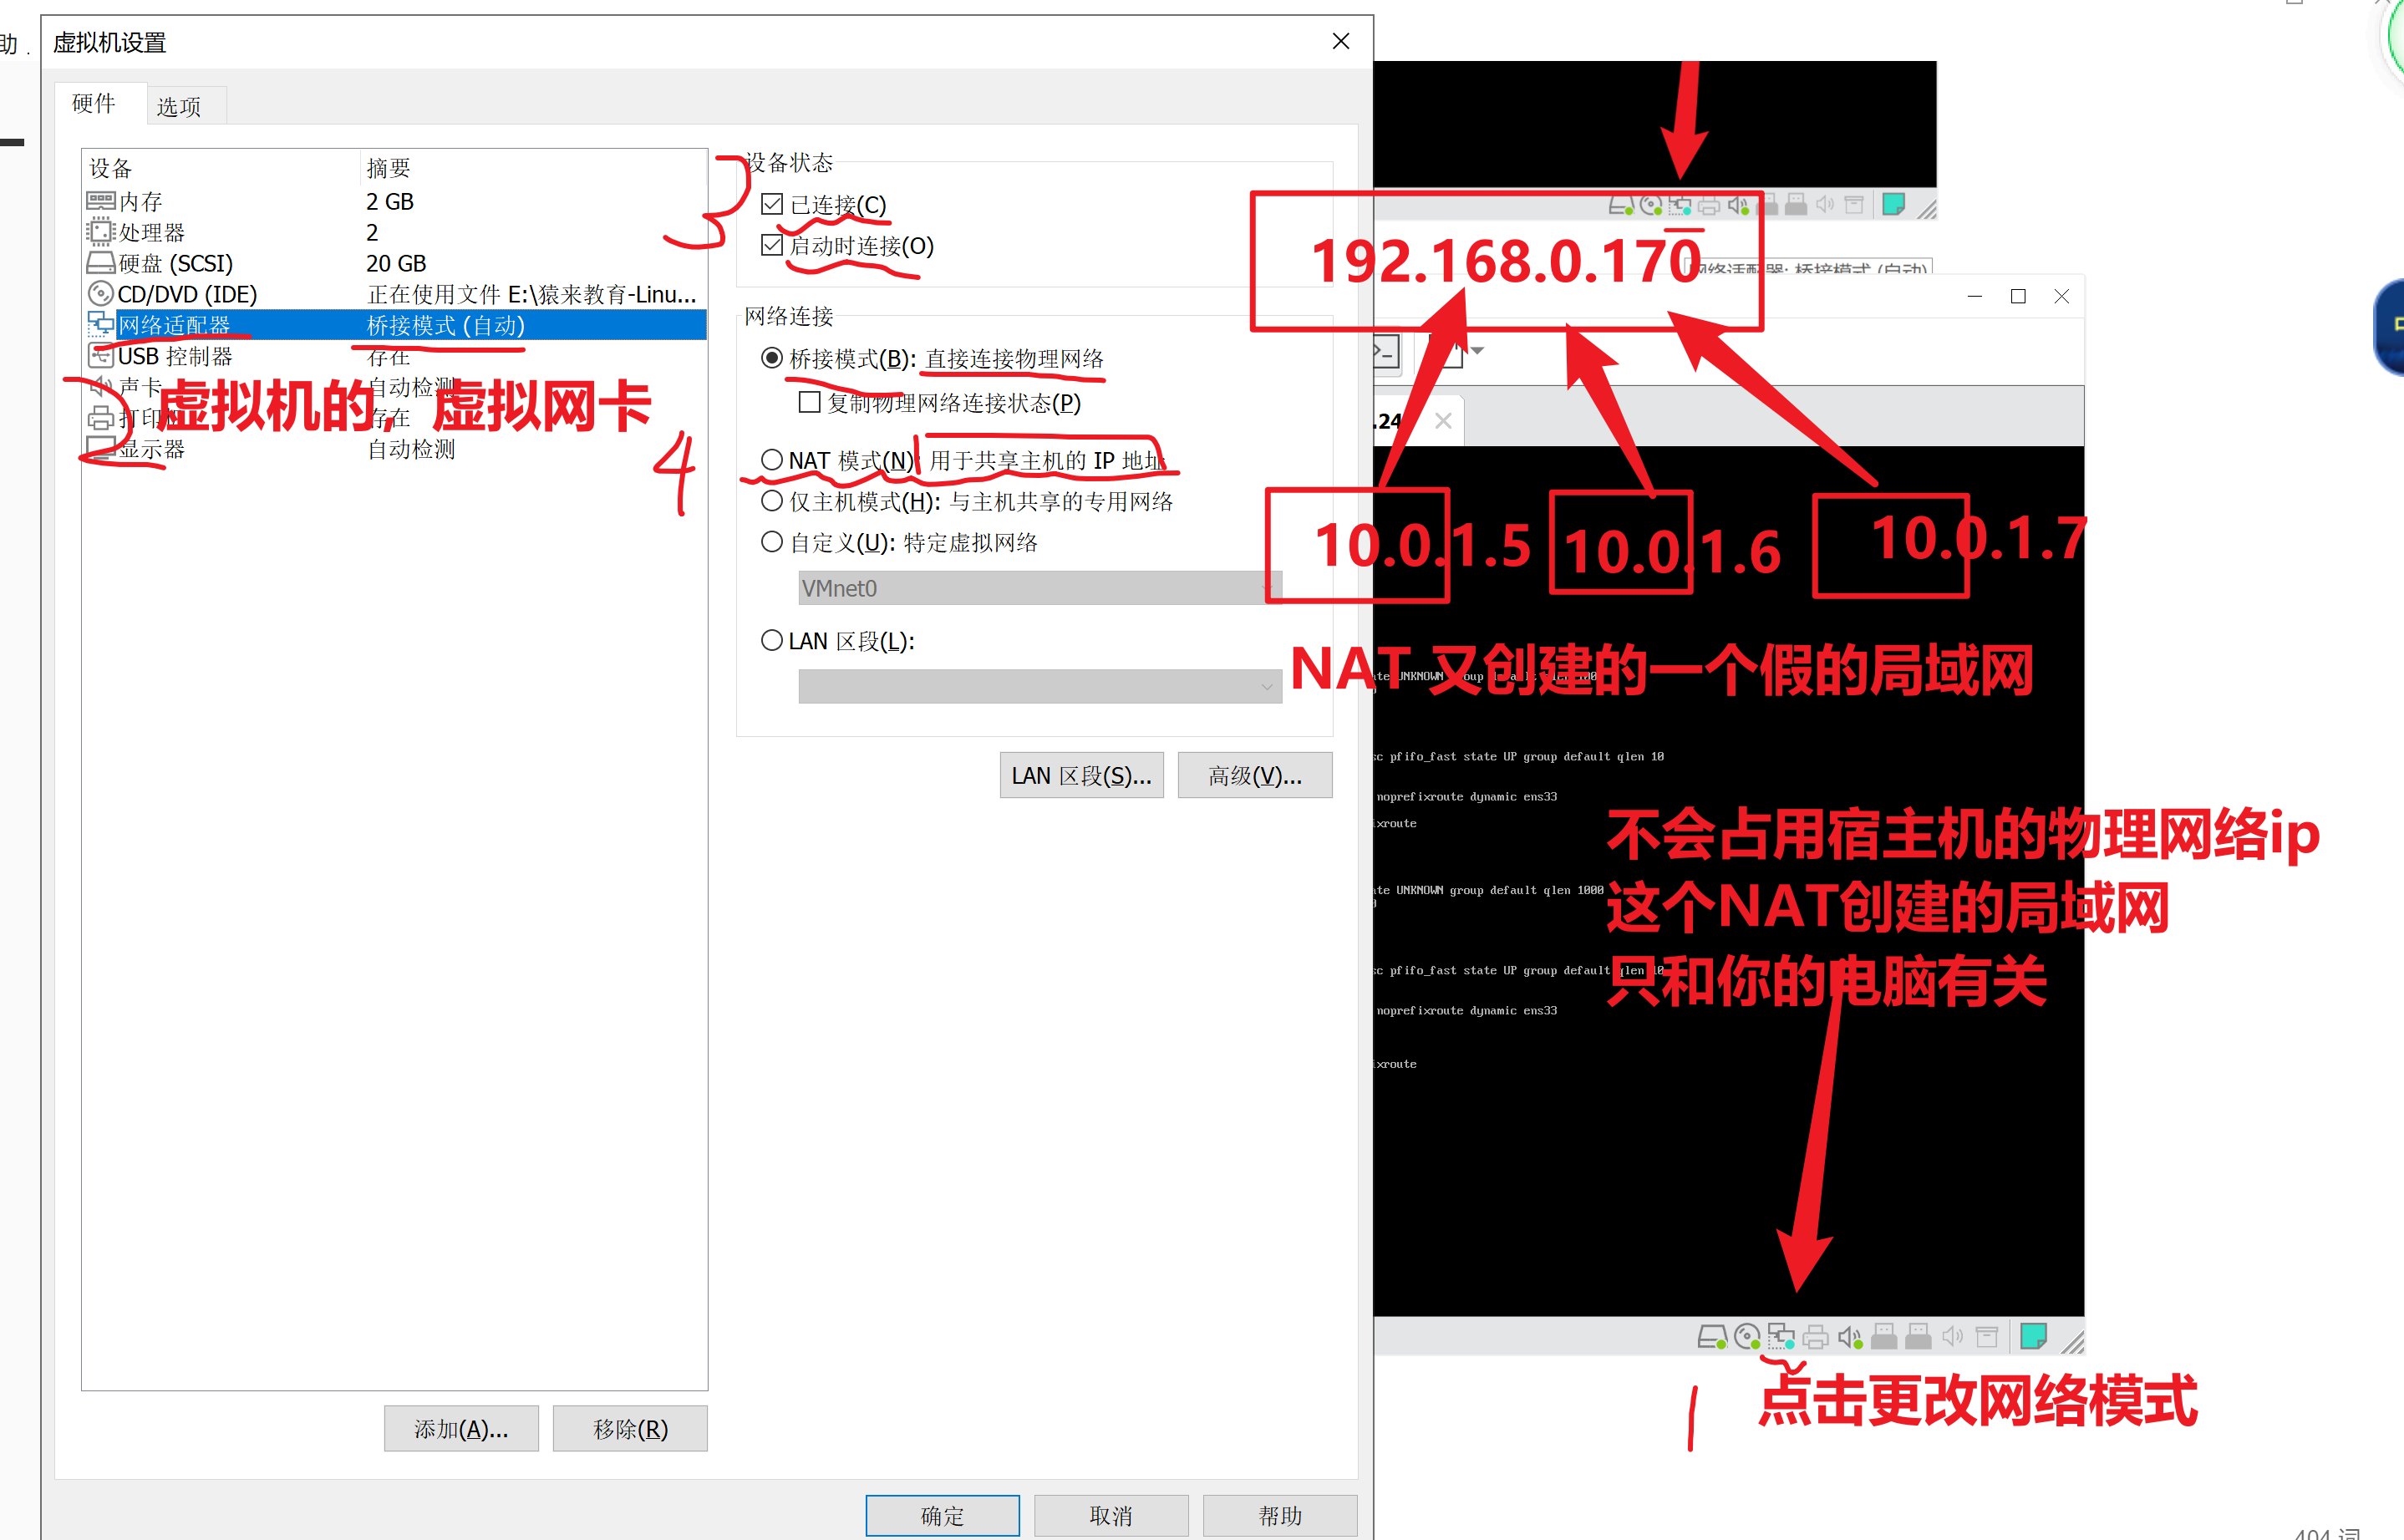 助
虚拟机设置
硬件
选项
设备 摘要
内存 2 GB
处理器 2
硬盘 (SCSI) 20 GB
CD/DVD (IDE) 正在使用文件 E:\猿来教育-Linu...
网络适配器 桥接模式 (自动)
USB 控制器 存在
声卡 自动检测
打印机 存在
显示器 自动检测
虚拟机的，虚拟网卡
2
3
4
添加(A)...
移除(R)
设备状态
已连接(C)
启动时连接(O)
网络连接
桥接模式(B): 直接连接物理网络
复制物理网络连接状态(P)
NAT 模式(N): 用于共享主机的 IP 地址
仅主机模式(H): 与主机共享的专用网络
自定义(U): 特定虚拟网络
VMnet0
LAN 区段(L):
LAN 区段(S)...
高级(V)...
确定
取消
帮助
192.168.0.170
网络适配器: 桥接模式 (自动)
.24
10.0.1.5
10.0.1.6
10.0.1.7
NAT 又创建的一个假的局域网
ate UNKNOWN group default qlen 100
sc pfifo_fast state UP group default qlen 10
noprefixroute dynamic ens33
ixroute
不会占用宿主机的物理网络ip
ate UNKNOWN group default qlen 1000
这个NAT创建的局域网
sc pfifo_fast state UP group default qlen 10
只和你的电脑有关
noprefixroute dynamic ens33
ixroute
1
点击更改网络模式
404 词